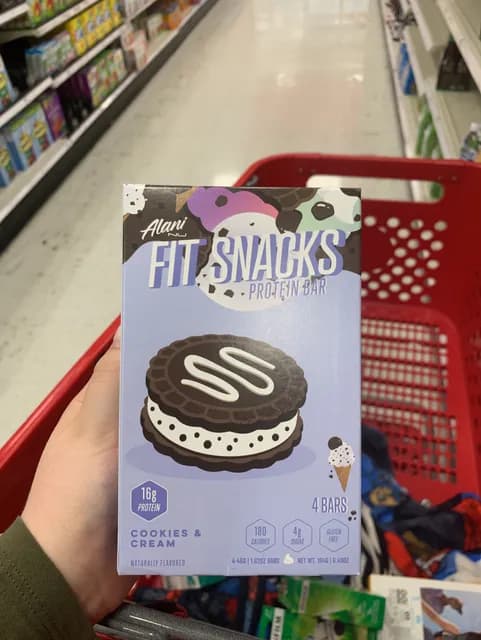 Alani
NU
FIT SNACKS
PROTEIN BAR
16g
PROTEIN
4 BARS
COOKIES &
CREAM
180
CALORIES
4g
SUGAR
GLUTEN
FREE
NATURALLY FLAVORED